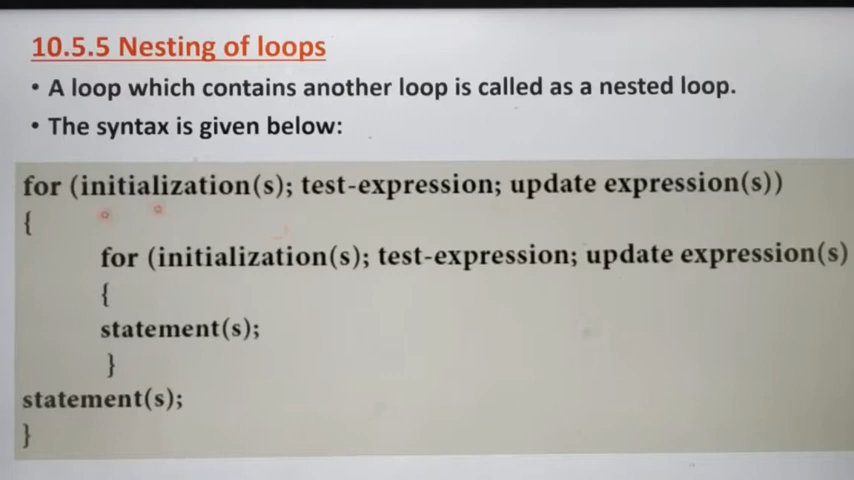 10.5.5 Nesting of loops
• A loop which contains another loop is called as a nested loop.
• The syntax is given below:
for (initialization(s); test-expression; update expression(s))
{
for (initialization(s); test-expression; update expression(s)
{
statement(s);
}
statement(s);
}